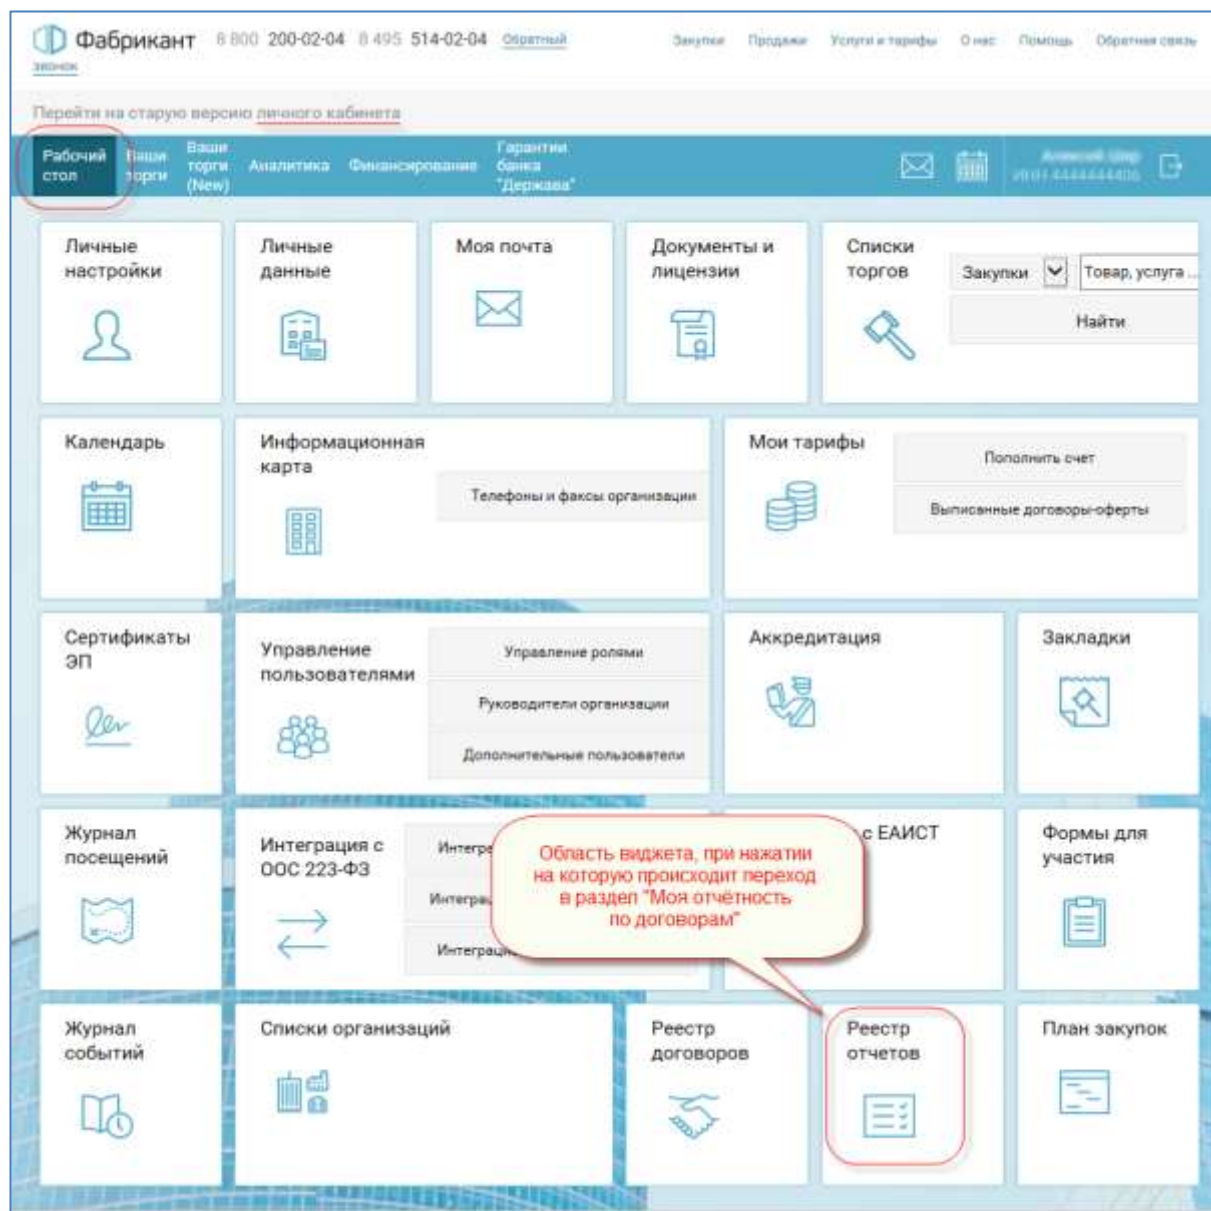 Фабрикант 8 800 200-02-04 8 495 514-02-04 Обратный
звонок
Закупки Продажи Услуги и тарифы О нас Помощь Обратная связь
Перейти на старую версию личного кабинета
Рабочий
стол
Ваши
торги
Ваши
торги
(New)
Аналитика
Финансирование
Гарантии
банка
"Держава"
Личные
настройки
Личные
данные
Моя почта
Документы и
лицензии
Списки
торгов
Закупки
Товар, услуга ...
Найти
Календарь
Информационная
карта
Телефоны и факсы организации
Мои тарифы
Пополнить счет
Выписанные договоры-оферты
Сертификаты
ЭП
Управление
пользователями
Управление ролями
Руководители организации
Дополнительные пользователи
Аккредитация
Закладки
Журнал
посещений
Интеграция с
ООС 223-ФЗ
Область виджета, при нажатии
на которую происходит переход
в раздел "Моя отчётность
по договорам"
с ЕАИСТ
Формы для
участия
Журнал
событий
Списки организаций
Реестр
договоров
Реестр
отчетов
План закупок